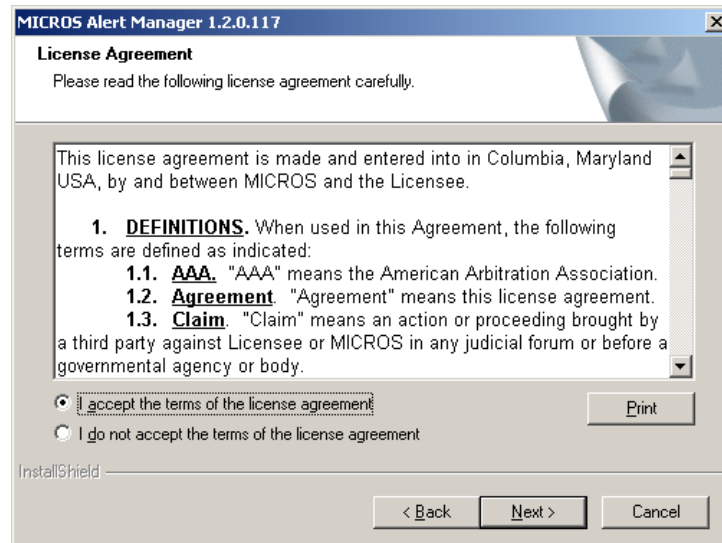 MICROS Alert Manager 1.2.0.117
License Agreement
Please read the following license agreement carefully.
This license agreement is made and entered into in Columbia, Maryland
USA, by and between MICROS and the Licensee.
1. DEFINITIONS. When used in this Agreement, the following
terms are defined as indicated:
1.1. AAA. "AAA" means the American Arbitration Association.
1.2. Agreement. "Agreement" means this license agreement.
1.3. Claim. "Claim" means an action or proceeding brought by
a third party against Licensee or MICROS in any judicial forum or before a
governmental agency or body.
I accept the terms of the license agreement
Print
I do not accept the terms of the license agreement
InstallShield
< Back
Next >
Cancel